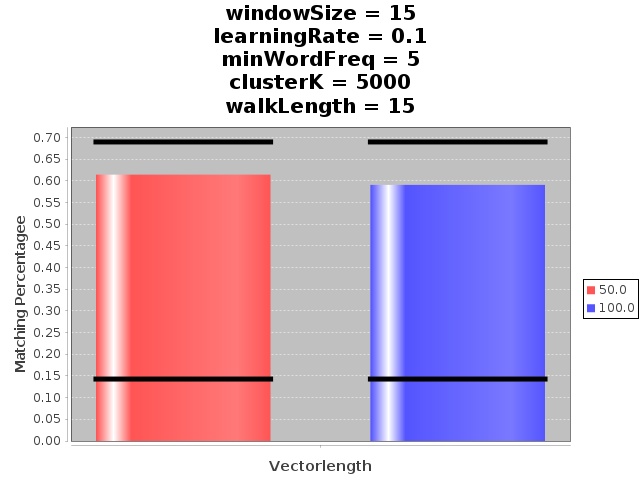 windowSize = 15
learningRate = 0.1
minWordFreq = 5
clusterK = 5000
walkLength = 15
0.70
0.65
0.60
0.55
0.50
0.45
0.40
0.35
0.30
0.25
0.20
0.15
0.10
0.05
0.00
Matching Percentagee
Vectorlength
50.0
100.0